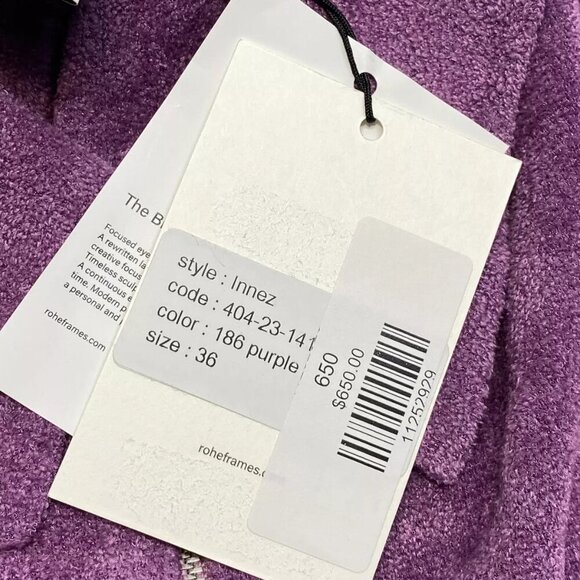 The B
Focused eye
A rewritten la
creative focus
Timeless sculp
A continuous e
time. Modern p
a personal and
roheframes.com
style : Innez
code : 404-23-141
color : 186 purple
size : 36
roheframes.c
650
$650.00
11252929